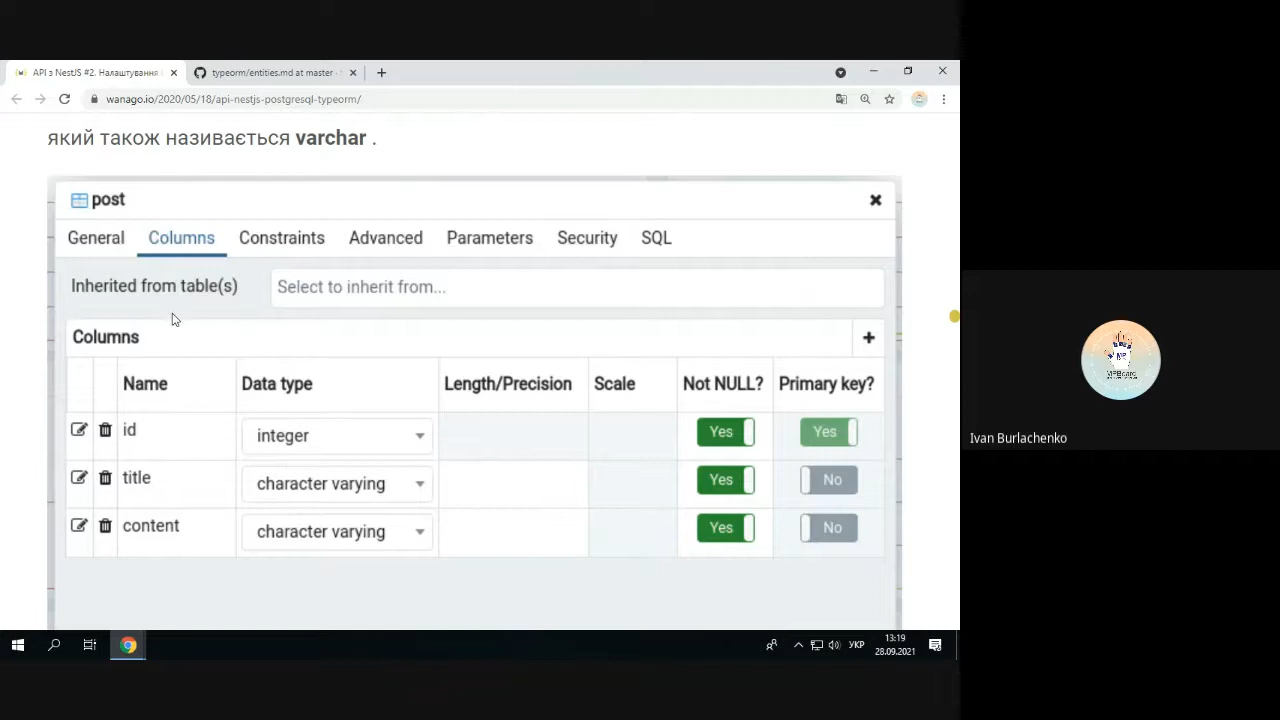 API з NestJS #2. Налаштування
typeorm/entities.md at master ·
wanago.io/2020/05/18/api-nestjs-postgresql-typeorm/
який також називається varchar .
post
General Columns Constraints Advanced Parameters Security SQL
Inherited from table(s) Select to inherit from...
Columns
Name Data type Length/Precision Scale Not NULL? Primary key?
id integer Yes Yes
title character varying Yes No
content character varying Yes No
Ivan Burlachenko
MPBoard
УКР
13:19
28.09.2021